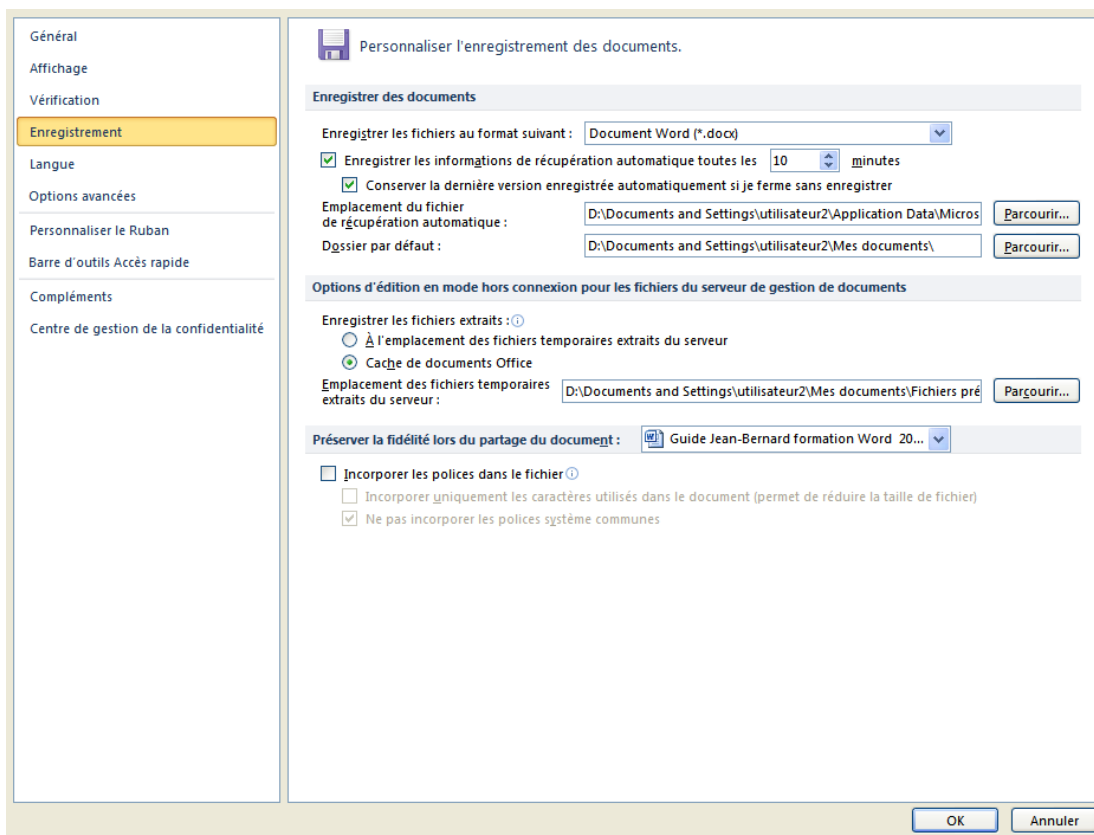 Général
Affichage
Vérification
Enregistrement
Langue
Options avancées
Personnaliser le Ruban
Barre d'outils Accès rapide
Compléments
Centre de gestion de la confidentialité
Personnaliser l'enregistrement des documents.
Enregistrer des documents
Enregistrer les fichiers au format suivant : Document Word (*.docx)
Enregistrer les informations de récupération automatique toutes les 10 minutes
Conserver la dernière version enregistrée automatiquement si je ferme sans enregistrer
Emplacement du fichier
de récupération automatique : D:\Documents and Settings\utilisateur2\Application Data\Micros Parcourir...
Dossier par défaut : D:\Documents and Settings\utilisateur2\Mes documents\ Parcourir...
Options d'édition en mode hors connexion pour les fichiers du serveur de gestion de documents
Enregistrer les fichiers extraits :
À l'emplacement des fichiers temporaires extraits du serveur
Cache de documents Office
Emplacement des fichiers temporaires
extraits du serveur : D:\Documents and Settings\utilisateur2\Mes documents\Fichiers pré Parcourir...
Préserver la fidélité lors du partage du document : Guide Jean-Bernard formation Word 20...
Incorporer les polices dans le fichier
Incorporer uniquement les caractères utilisés dans le document (permet de réduire la taille de fichier)
Ne pas incorporer les polices système communes
OK Annuler